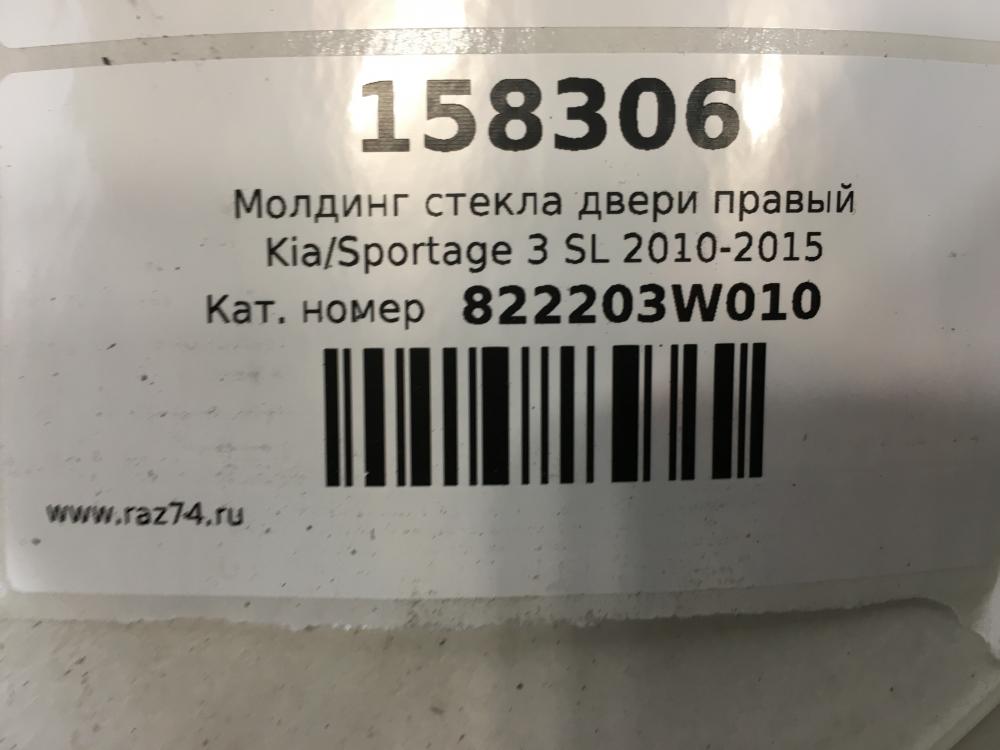 158306
Молдинг стекла двери правый
Kia/Sportage 3 SL 2010-2015
Кат. номер 822203W010
www.raz74.ru